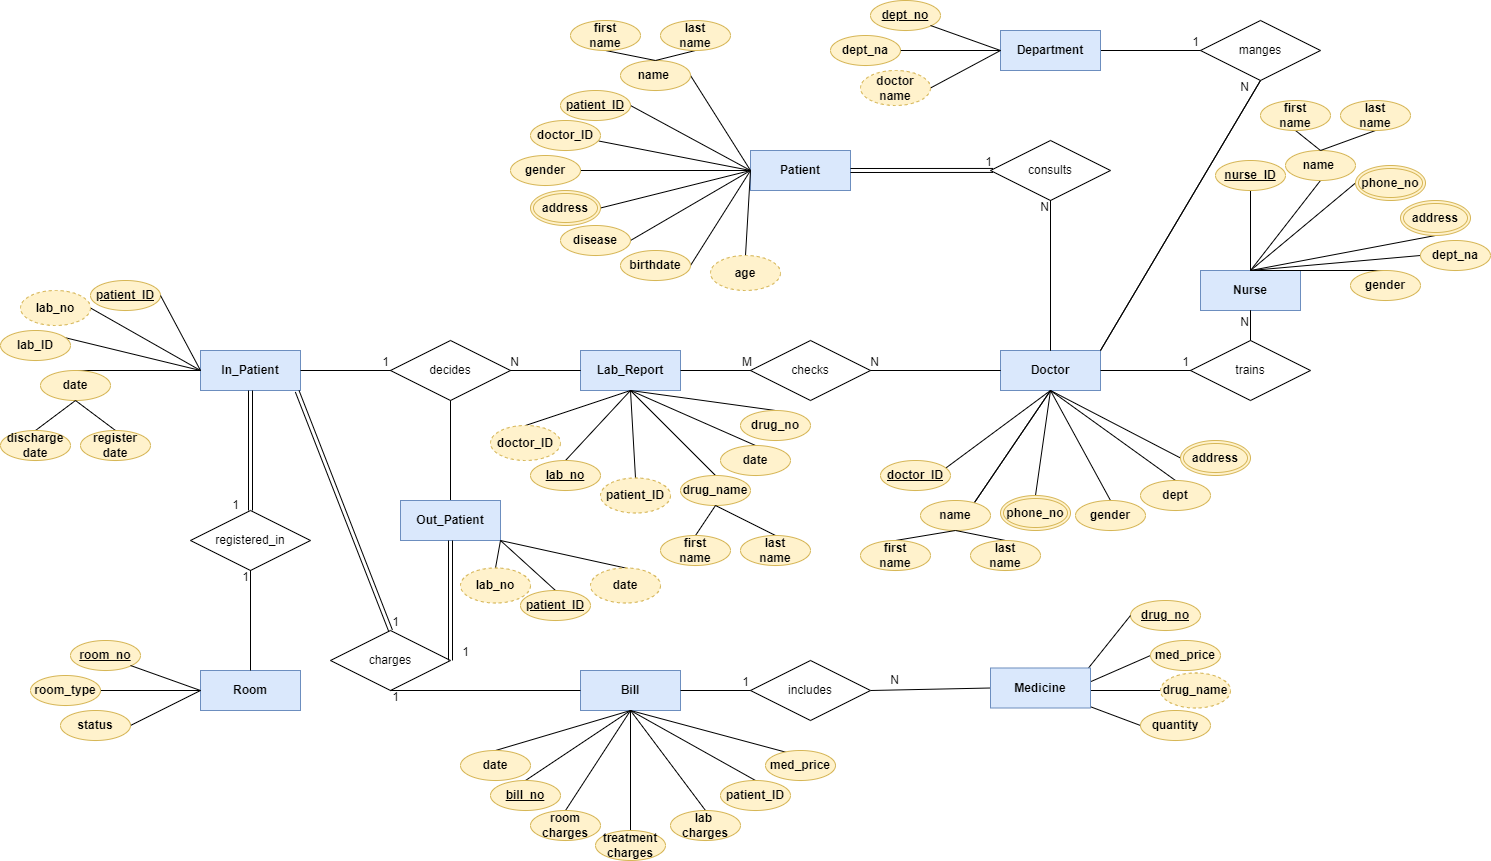 dept_no
first
name
last
name
dept_na
Department
1
manges
name
doctor
name
N
patient_ID
first
name
last
name
doctor_ID
Patient
1
consults
name
gender
nurse_ID
phone_no
address
N
address
disease
dept_na
birthdate
age
gender
Nurse
patient_ID
lab_no
N
lab_ID
In_Patient
1
decides
N
Lab_Report
M
checks
N
Doctor
1
trains
date
discharge
date
register
date
drug_no
doctor_ID
date
address
lab_no
doctor_ID
drug_name
patient_ID
dept
1
Out_Patient
name
phone_no
gender
registered_in
first
name
last
name
first
name
last
name
1
lab_no
date
patient_ID
drug_no
1
room_no
charges
1
med_price
room_type
Room
1
Bill
1
includes
N
Medicine
drug_name
status
quantity
date
med_price
bill_no
patient_ID
room
charges
lab
charges
treatment
charges